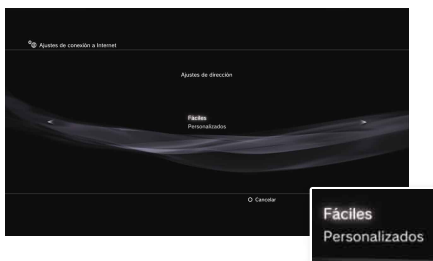 Ajustes de conexión a Internet
Ajustes de dirección
Fáciles
Personalizados
Cancelar
Fáciles
Personalizados